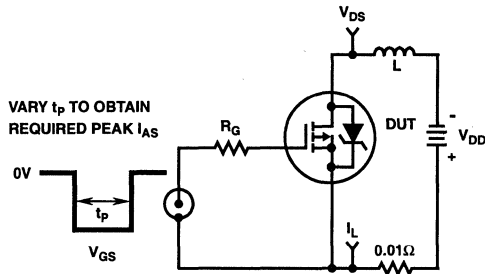 V_DS
L
VARY t_P TO OBTAIN
REQUIRED PEAK I_AS
R_G
DUT
-
V_DD
+
0V
t_P
V_GS
I_L
0.01Ω